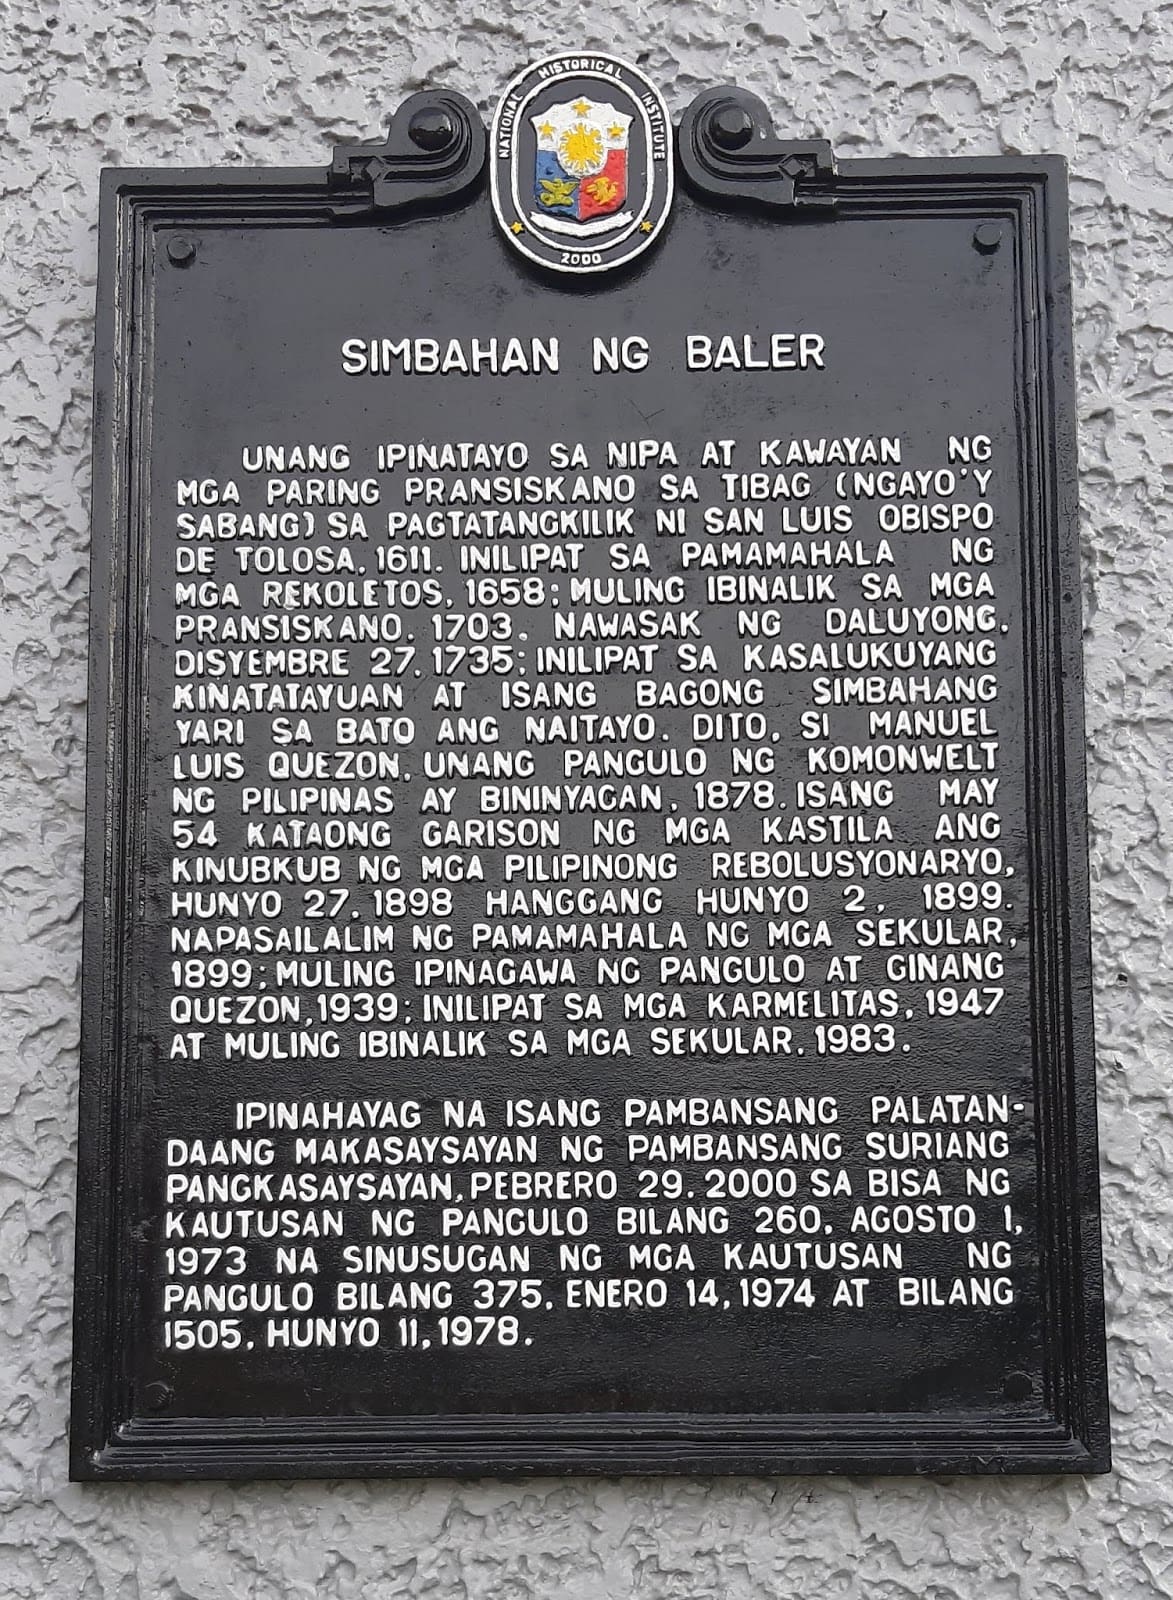 NATIONAL HISTORICAL INSTITUTE
2000
SIMBAHAN NG BALER
UNANG IPINATAYO SA NIPA AT KAWAYAN NG
MGA PARING PRANSISKANO SA TIBAG (NGAYO'Y
SABANG) SA PAGTATANGKILIK NI SAN LUIS OBISPO
DE TOLOSA, 1611. INILIPAT SA PAMAMAHALA NG
MGA REKOLETOS, 1658; MULING IBINALIK SA MGA
PRANSISKANO, 1703. NAWASAK NG DALUYONG,
DISYEMBRE 27, 1735; INILIPAT SA KASALUKUYANG
KINATATAYUAN AT ISANG BAGONG SIMBAHANG
YARI SA BATO ANG NAITAYO. DITO, SI MANUEL
LUIS QUEZON, UNANG PANGULO NG KOMONWELT
NG PILIPINAS AY BININYAGAN, 1878. ISANG MAY
54 KATAONG GARISON NG MGA KASTILA ANG
KINUBKUB NG MGA PILIPINONG REBOLUSYONARYO,
HUNYO 27, 1898 HANGGANG HUNYO 2, 1899.
NAPASAILALIM NG PAMAMAHALA NG MGA SEKULAR,
1899; MULING IPINAGAWA NG PANGULO AT GINANG
QUEZON, 1939; INILIPAT SA MGA KARMELITAS, 1947
AT MULING IBINALIK SA MGA SEKULAR, 1983.
IPINAHAYAG NA ISANG PAMBANSANG PALATAN-
DAANG MAKASAYSAYAN NG PAMBANSANG SURIANG
PANGKASAYSAYAN, PEBRERO 29, 2000 SA BISA NG
KAUTUSAN NG PANGULO BILANG 260, AGOSTO 1,
1973 NA SINUSUGAN NG MGA KAUTUSAN NG
PANGULO BILANG 375, ENERO 14, 1974 AT BILANG
1505, HUNYO 11, 1978.